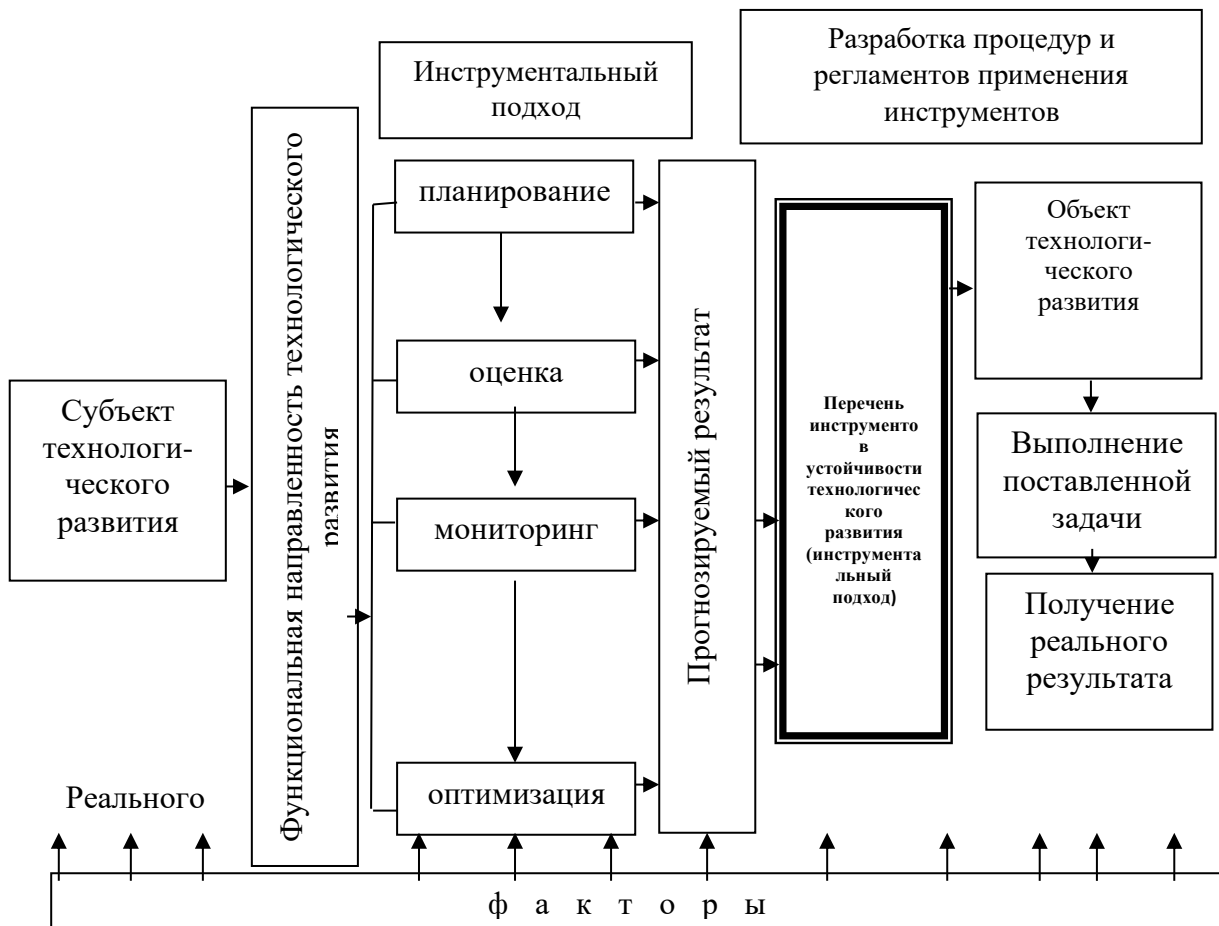 Инструментальный
подход
Разработка процедур и
регламентов применения
инструментов
Субъект
технологи-
ческого
развития
Функциональная направленность технологического
развития
планирование
оценка
мониторинг
оптимизация
Прогнозируемый результат
Перечень
инструменто
в
устойчивости
технологичес
кого
развития
(инструмента
льный
подход)
Объект
технологи-
ческого
развития
Выполнение
поставленной
задачи
Получение
реального
результата
Реального
ф а к т о р ы